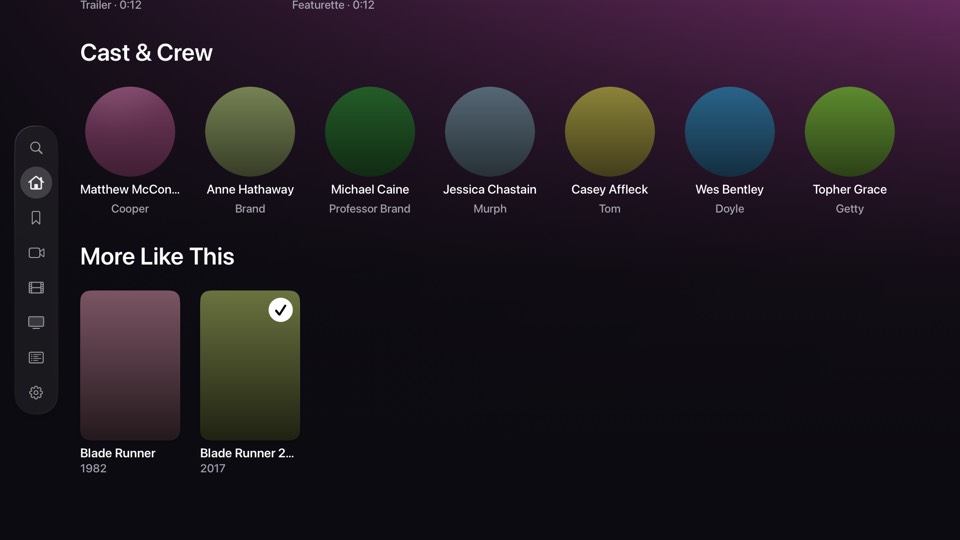 Trailer · 0:12
Featurette · 0:12
Cast & Crew
Matthew McCon...
Anne Hathaway
Michael Caine
Jessica Chastain
Casey Affleck
Wes Bentley
Topher Grace
Cooper
Brand
Professor Brand
Murph
Tom
Doyle
Getty
More Like This
Blade Runner
Blade Runner 2...
1982
2017